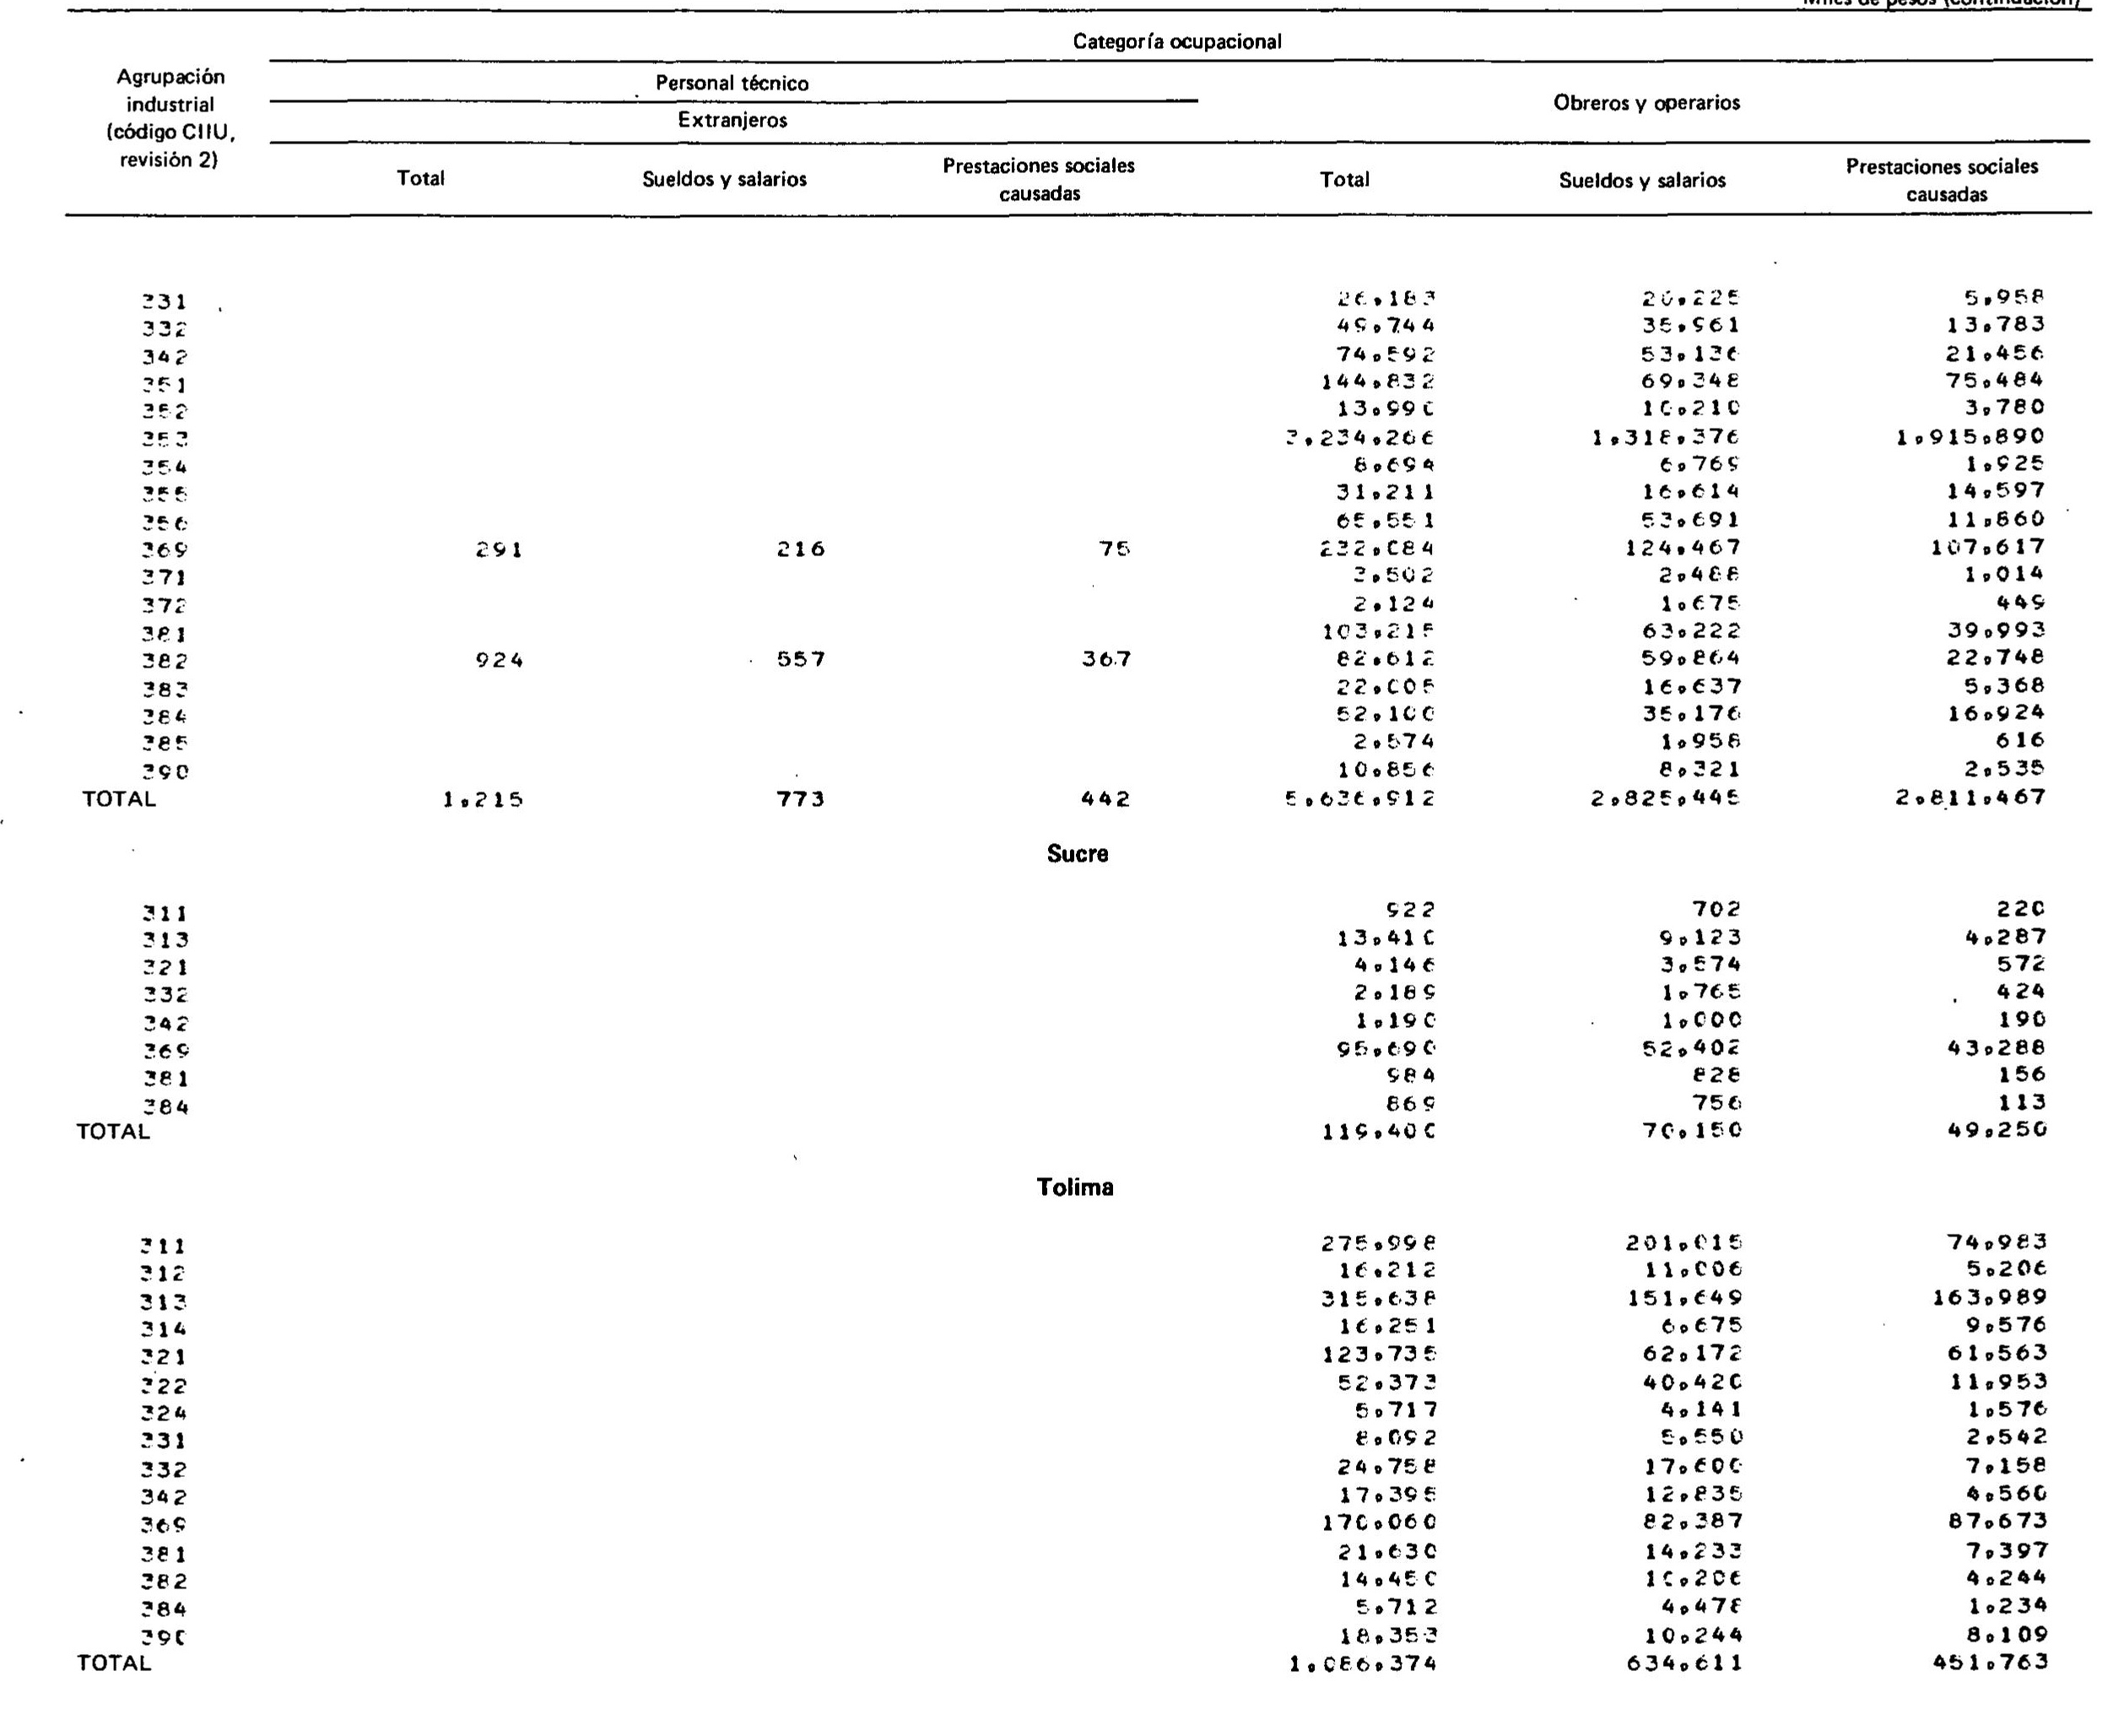 Miles de pesos (continuación)
Categoría ocupacional
Agrupación industrial (código CIIU, revisión 2)
Personal técnico
Obreros y operarios
Extranjeros
Total Sueldos y salarios Prestaciones sociales causadas Total Sueldos y salarios Prestaciones sociales causadas
331 26.183 20.225 5.958
332 49.744 35.961 13.783
342 74.592 53.136 21.456
351 144.832 69.348 75.484
352 13.990 10.210 3.780
353 3.234.266 1.318.376 1.915.890
354 8.694 6.769 1.925
355 31.211 16.614 14.597
356 65.551 53.691 11.860
369 291 216 75 232.084 124.467 107.617
371 3.502 2.488 1.014
372 2.124 1.675 449
381 103.215 63.222 39.993
382 924 557 367 82.612 59.864 22.748
383 22.005 16.637 5.368
384 52.100 35.176 16.924
385 2.574 1.958 616
390 10.856 8.321 2.535
TOTAL 1.215 773 442 5.636.912 2.825.445 2.811.467
Sucre
311 922 702 220
313 13.410 9.123 4.287
321 4.146 3.574 572
332 2.189 1.765 424
342 1.190 1.000 190
369 95.690 52.402 43.288
381 984 828 156
384 869 756 113
TOTAL 119.400 70.150 49.250
Tolima
311 275.998 201.015 74.983
312 16.212 11.006 5.206
313 315.638 151.649 163.989
314 16.251 6.675 9.576
321 123.735 62.172 61.563
322 52.373 40.420 11.953
324 5.717 4.141 1.576
331 8.092 5.550 2.542
332 24.758 17.600 7.158
342 17.395 12.835 4.560
369 170.060 82.387 87.673
381 21.630 14.233 7.397
382 14.450 10.206 4.244
384 5.712 4.478 1.234
390 18.353 10.244 8.109
TOTAL 1.086.374 634.611 451.763